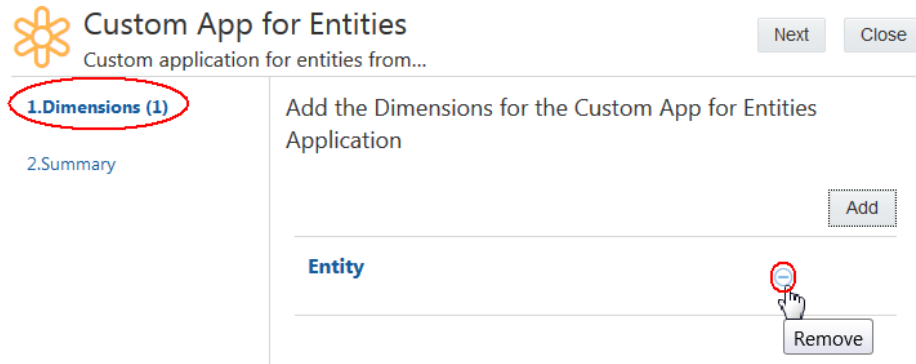 Custom App for Entities
Custom application for entities from...
Next
Close
1.Dimensions (1)
2.Summary
Add the Dimensions for the Custom App for Entities
Application
Add
Entity
Remove